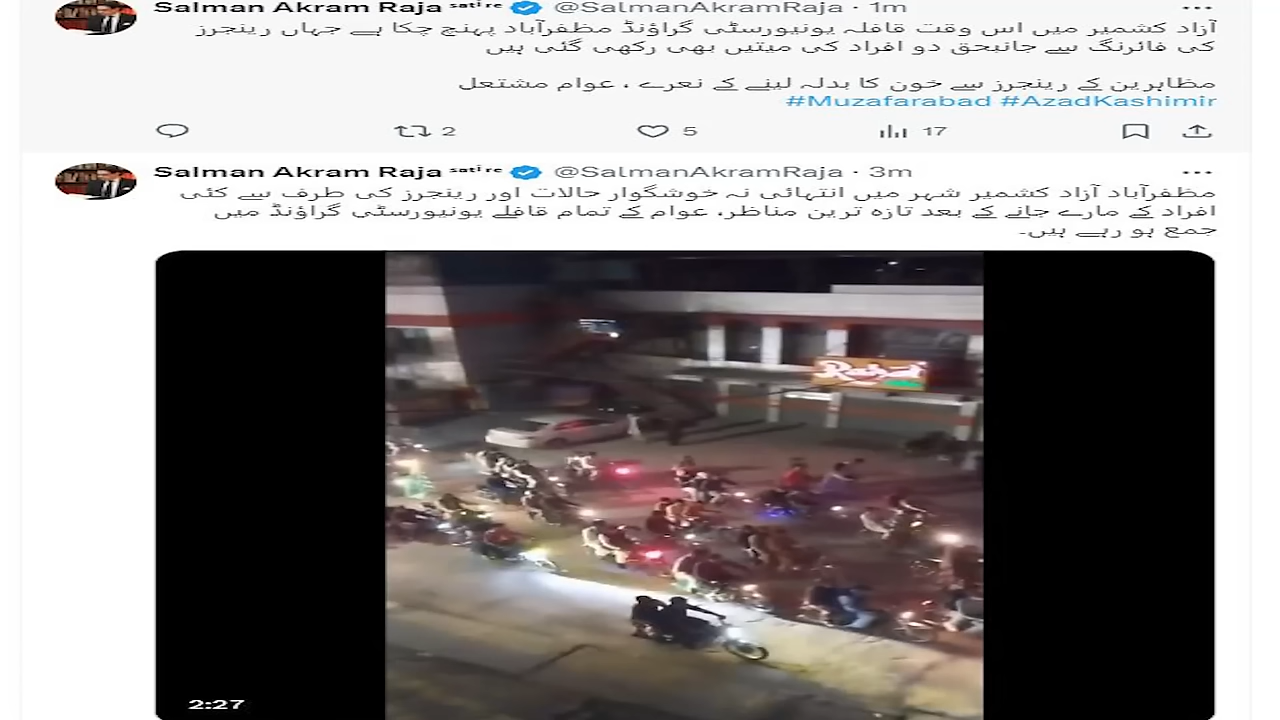 Salman Akram Raja ˢᵃᵗⁱʳᵉ @SalmanAkramRaja · 1m
آزاد کشمیر میں اس وقت قافلہ یونیورسٹی گراؤنڈ مظفرآباد پہنچ چکا ہے جہاں رینجرز
کی فائرنگ سے جانبحق دو افراد کی میتیں بھی رکھی گئی ہیں
مظاہرین کے رینجرز سے خون کا بدلہ لینے کے نعرے ، عوام مشتعل
#Muzafarabad #AzadKashimir
2 5 17
Salman Akram Raja ˢᵃᵗⁱʳᵉ @SalmanAkramRaja · 3m
مظفرآباد آزاد کشمیر شہر میں انتہائی نہ خوشگوار حالات اور رینجرز کی طرف سے کئی
افراد کے مارے جانے کے بعد تازہ ترین مناظر، عوام کے تمام قافلے یونیورسٹی گراؤنڈ میں
جمع ہو رہے ہیں۔
2:27